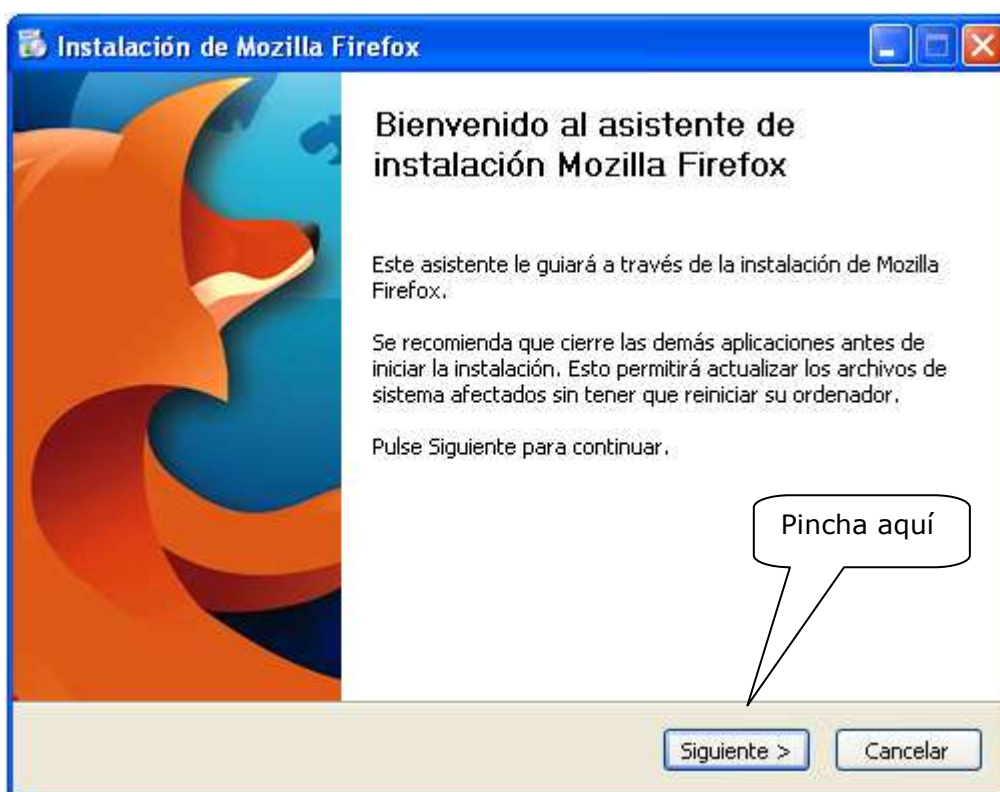 Instalación de Mozilla Firefox
Bienvenido al asistente de
instalación Mozilla Firefox
Este asistente le guiará a través de la instalación de Mozilla
Firefox.
Se recomienda que cierre las demás aplicaciones antes de
iniciar la instalación. Esto permitirá actualizar los archivos de
sistema afectados sin tener que reiniciar su ordenador.
Pulse Siguiente para continuar.
Pincha aquí
Siguiente >
Cancelar